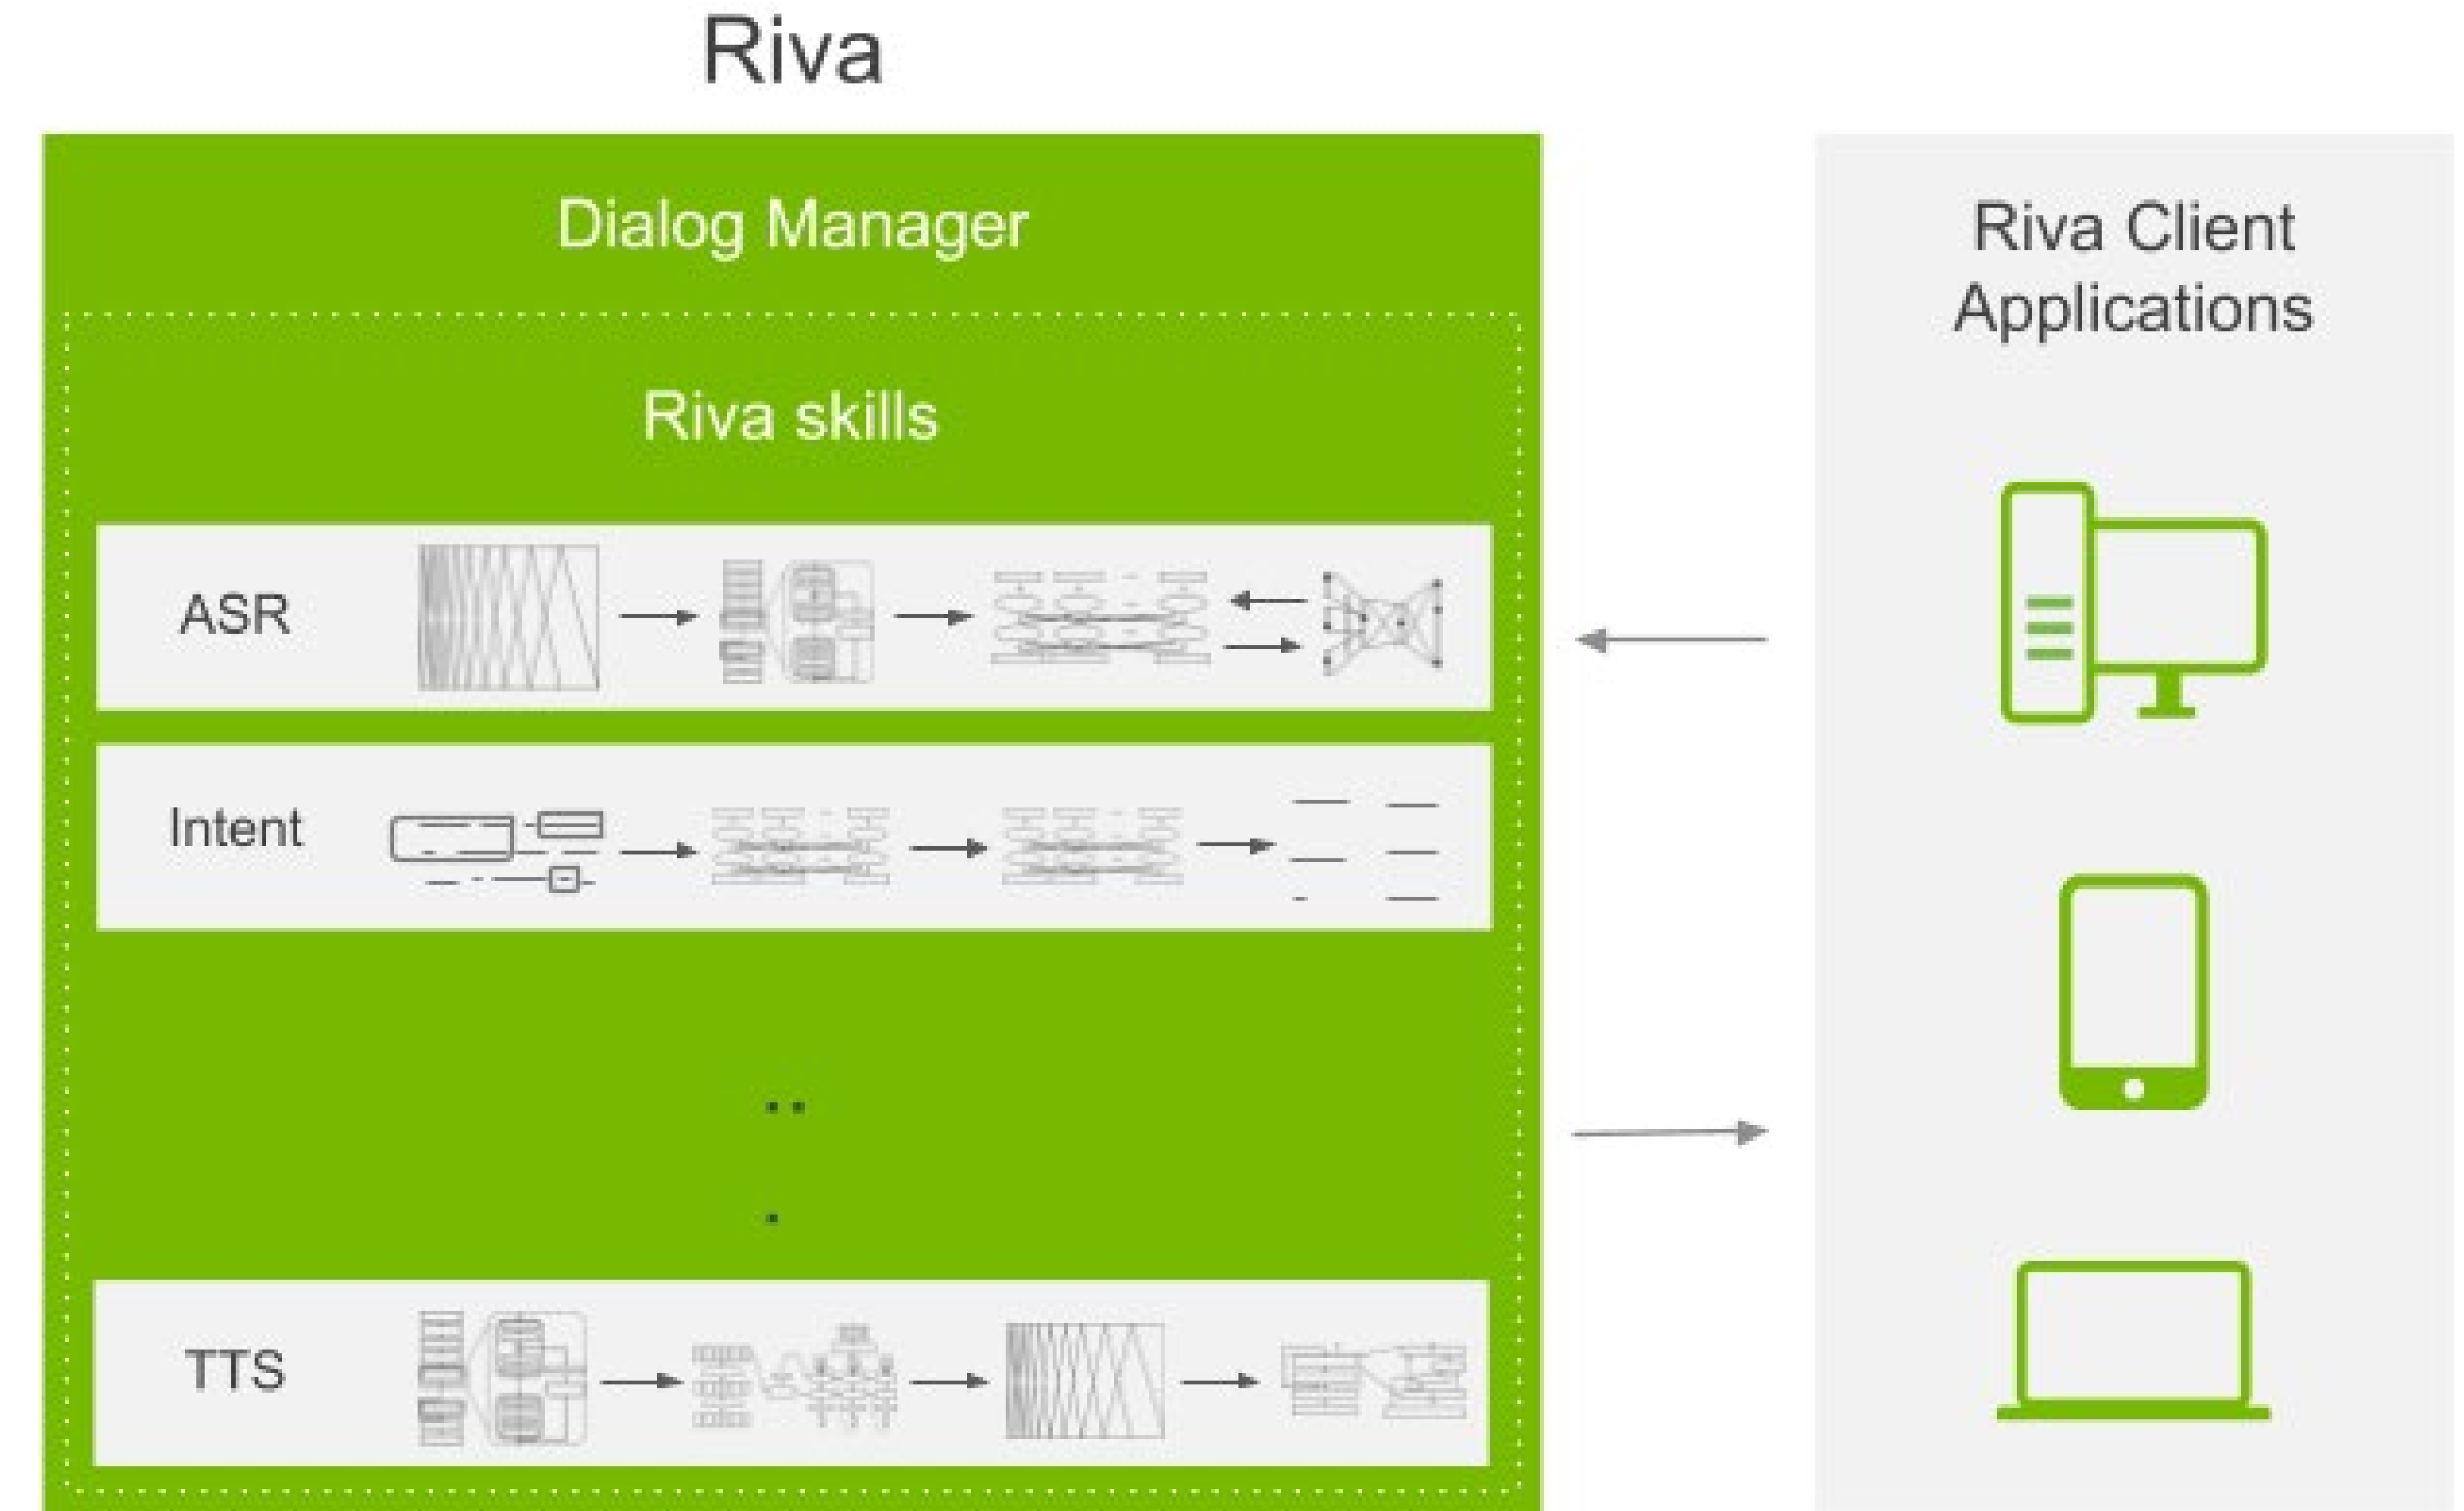 Riva
Dialog Manager
Riva skills
ASR
Intent
TTS
Riva Client
Applications